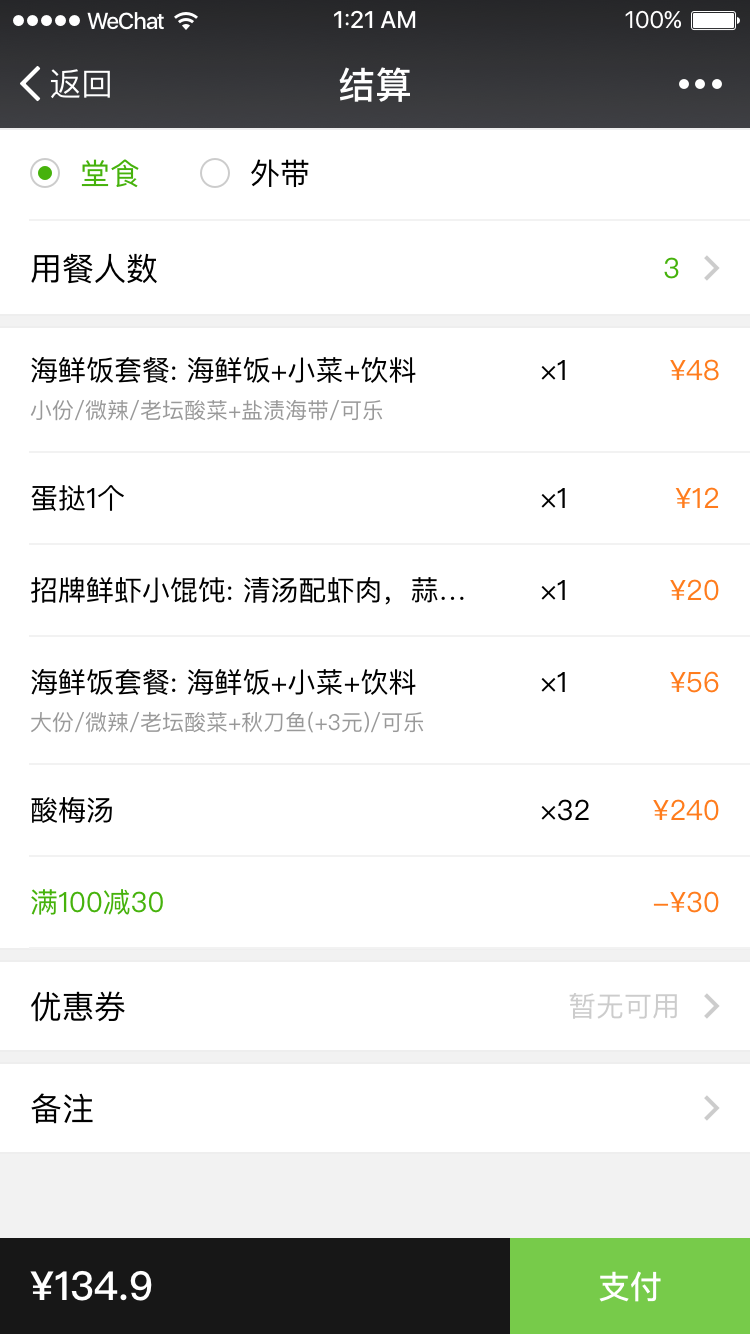 WeChat 1:21 AM 100%
返回 结算
堂食 外带
用餐人数 3
海鲜饭套餐: 海鲜饭+小菜+饮料 ×1 ¥48
小份/微辣/老坛酸菜+盐渍海带/可乐
蛋挞1个 ×1 ¥12
招牌鲜虾小馄饨: 清汤配虾肉，蒜... ×1 ¥20
海鲜饭套餐: 海鲜饭+小菜+饮料 ×1 ¥56
大份/微辣/老坛酸菜+秋刀鱼(+3元)/可乐
酸梅汤 ×32 ¥240
满100减30 –¥30
优惠券 暂无可用
备注
¥134.9 支付